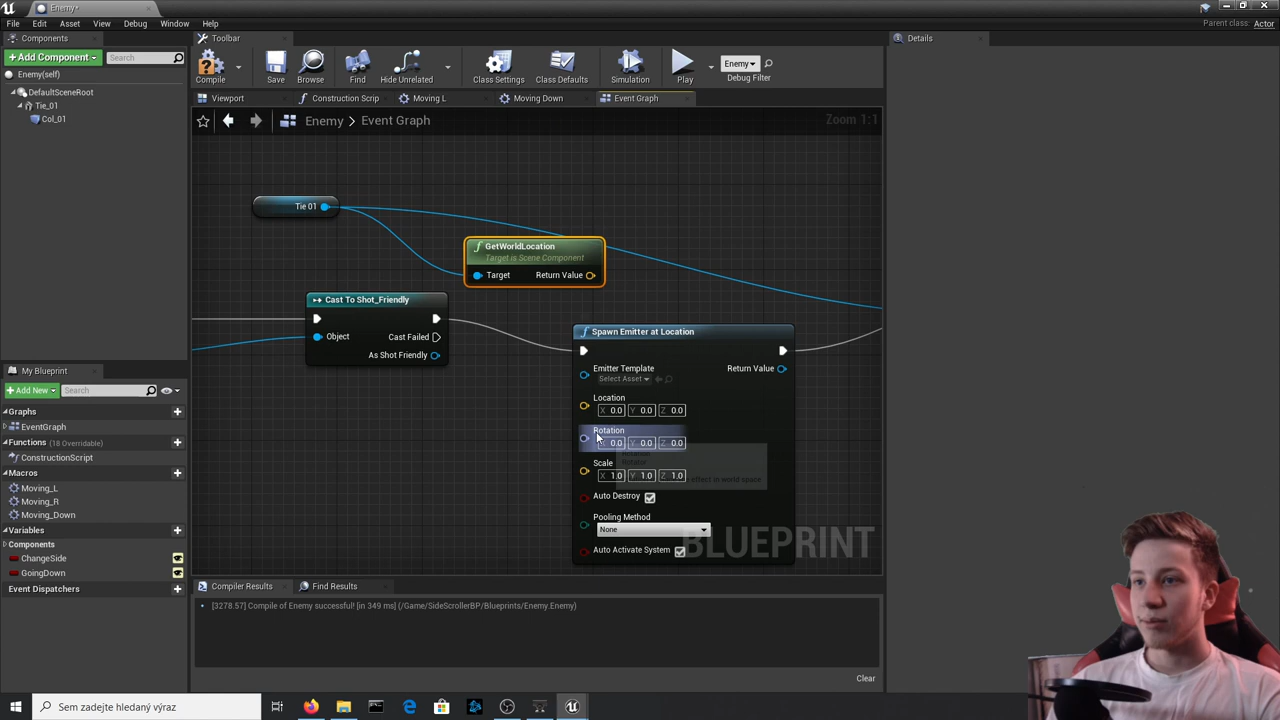 Enemy*
File Edit Asset View Debug Window Help
Parent class: Actor
Components
Toolbar
Details
+Add Component
Search
Compile Save Browse Find Hide Unrelated Class Settings Class Defaults Simulation Play
Enemy
Debug Filter
Enemy(self)
DefaultSceneRoot
Tie_01
Col_01
Viewport Construction Scrip Moving L Moving Down Event Graph
Enemy > Event Graph
Zoom 1:1
Tie 01
GetWorldLocation
Target is Scene Component
Target Return Value
Cast To Shot_Friendly
Object Cast Failed
As Shot Friendly
Spawn Emitter at Location
Emitter Template Return Value
Select Asset
Location
X 0.0 Y 0.0 Z 0.0
Rotation
0.0 Y 0.0 Z 0.0
Scale
X 1.0 Y 1.0 Z 1.0
effect in world space
Auto Destroy
Pooling Method
None
Auto Activate System
BLUEPRINT
My Blueprint
+Add New
Search
Graphs
EventGraph
Functions (18 Overridable)
ConstructionScript
Macros
Moving_L
Moving_R
Moving_Down
Variables
Components
ChangeSide
GoingDown
Event Dispatchers
Compiler Results Find Results
[3278.57] Compile of Enemy successful! [in 349 ms] (/Game/SideScrollerBP/Blueprints/Enemy.Enemy)
Clear
Sem zadejte hledaný výraz